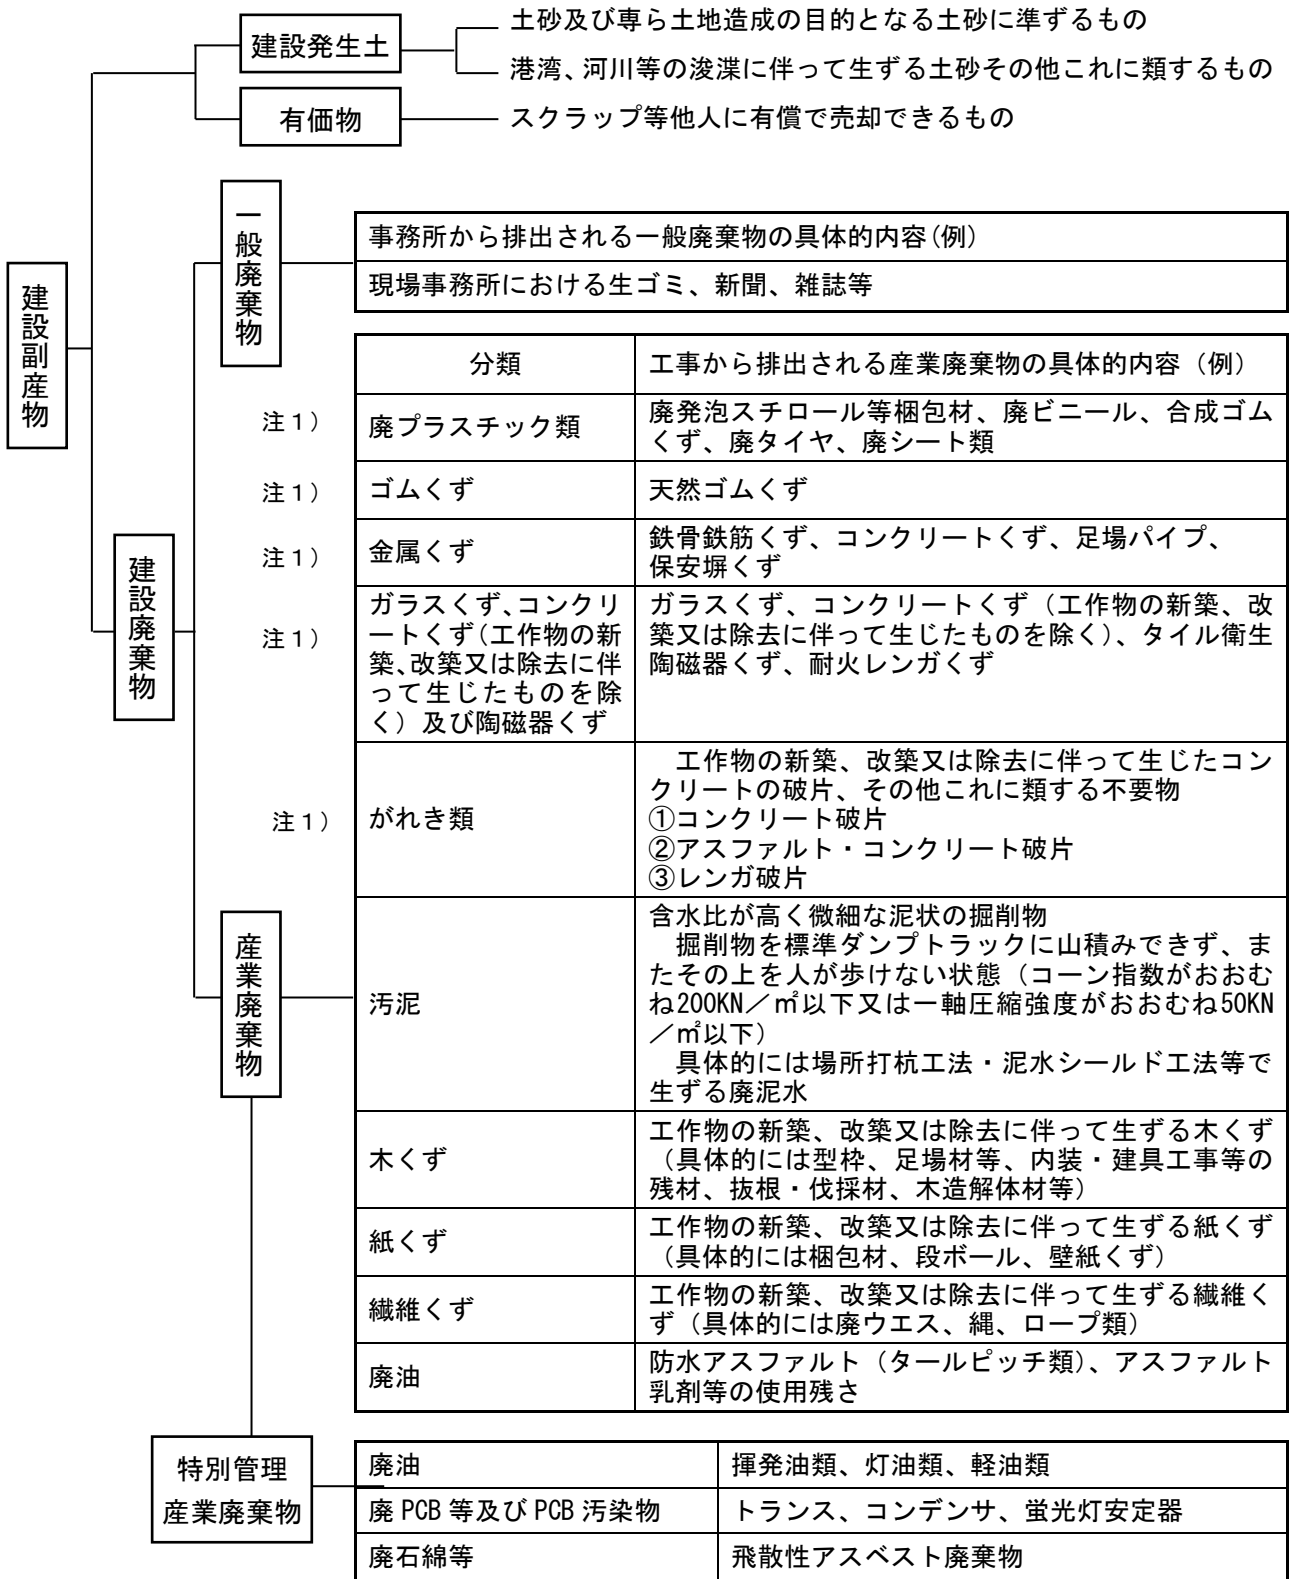 建設発生土
土砂及び専ら土地造成の目的となる土砂に準ずるもの
港湾、河川等の浚渫に伴って生ずる土砂その他これに類するもの
有価物
スクラップ等他人に有償で売却できるもの
建設副産物
一般廃棄物
事務所から排出される一般廃棄物の具体的内容(例)
現場事務所における生ゴミ、新聞、雑誌等
建設廃棄物
分類
工事から排出される産業廃棄物の具体的内容（例）
注１）
廃プラスチック類
廃発泡スチロール等梱包材、廃ビニール、合成ゴム
くず、廃タイヤ、廃シート類
注１）
ゴムくず
天然ゴムくず
注１）
金属くず
鉄骨鉄筋くず、コンクリートくず、足場パイプ、
保安塀くず
注１）
ガラスくず、コンクリ
ートくず（工作物の新
築、改築又は除去に伴
って生じたものを除
く）及び陶磁器くず
ガラスくず、コンクリートくず（工作物の新築、改
築又は除去に伴って生じたものを除く）、タイル衛生
陶磁器くず、耐火レンガくず
注１）
がれき類
工作物の新築、改築又は除去に伴って生じたコン
クリートの破片、その他これに類する不要物
①コンクリート破片
②アスファルト・コンクリート破片
③レンガ破片
産業廃棄物
汚泥
含水比が高く微細な泥状の掘削物
掘削物を標準ダンプトラックに山積みできず、ま
たその上を人が歩けない状態（コーン指数がおおむ
ね200KN／㎡以下又は一軸圧縮強度がおおむね50KN
／㎡以下）
具体的には場所打杭工法・泥水シールド工法等で
生ずる廃泥水
木くず
工作物の新築、改築又は除去に伴って生ずる木くず
（具体的には型枠、足場材等、内装・建具工事等の
残材、抜根・伐採材、木造解体材等）
紙くず
工作物の新築、改築又は除去に伴って生ずる紙くず
（具体的には梱包材、段ボール、壁紙くず）
繊維くず
工作物の新築、改築又は除去に伴って生ずる繊維く
ず（具体的には廃ウエス、縄、ロープ類）
廃油
防水アスファルト（タールピッチ類）、アスファルト
乳剤等の使用残さ
特別管理
産業廃棄物
廃油
揮発油類、灯油類、軽油類
廃 PCB 等及び PCB 汚染物
トランス、コンデンサ、蛍光灯安定器
廃石綿等
飛散性アスベスト廃棄物